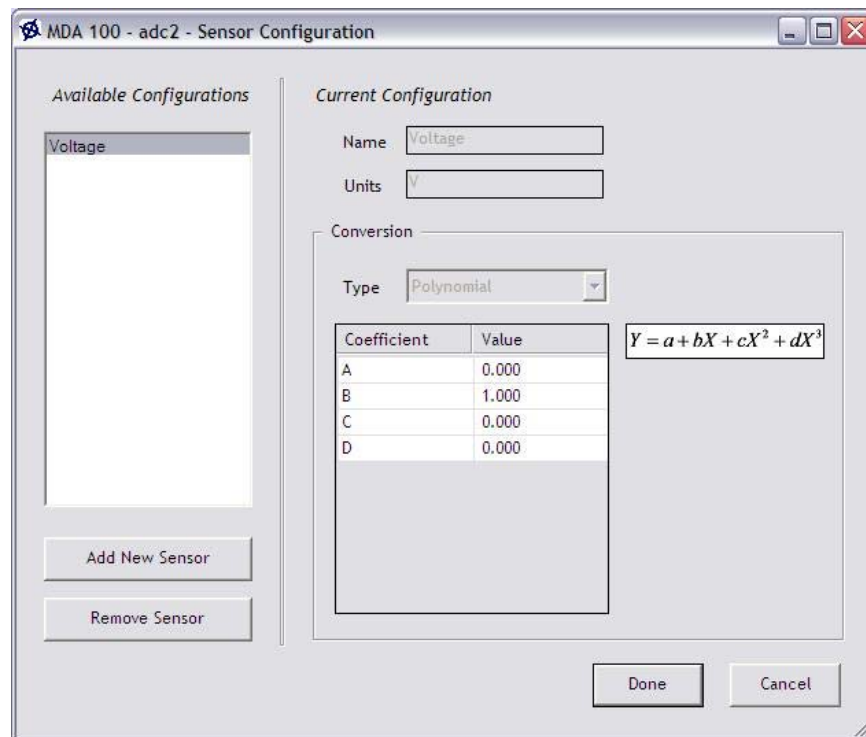 MDA 100 - adc2 - Sensor Configuration
Available Configurations
Voltage
Add New Sensor
Remove Sensor
Current Configuration
Name Voltage
Units V
Conversion
Type Polynomial
Coefficient Value
A 0.000
B 1.000
C 0.000
D 0.000
Y = a + bX + cX² + dX³
Done Cancel